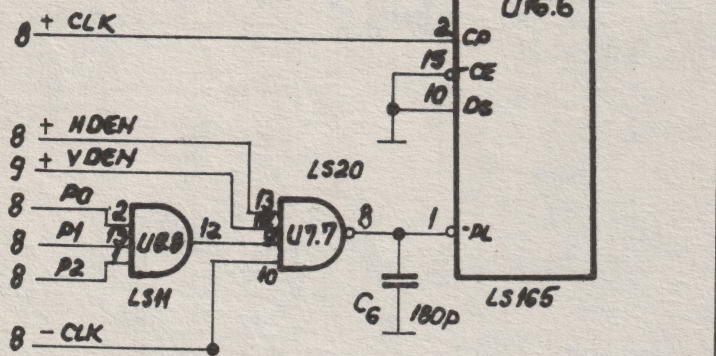 U16.6
8 + CLK 2 CP
15 -CE
10 DS
8 + HDEN
9 + VDEN LS20
8 P0 2 13
8 P1 13 U8.8 12 12 9 U7.7 8 1 -PL
8 P2 1 10
LS11 C6 180p LS165
8 - CLK